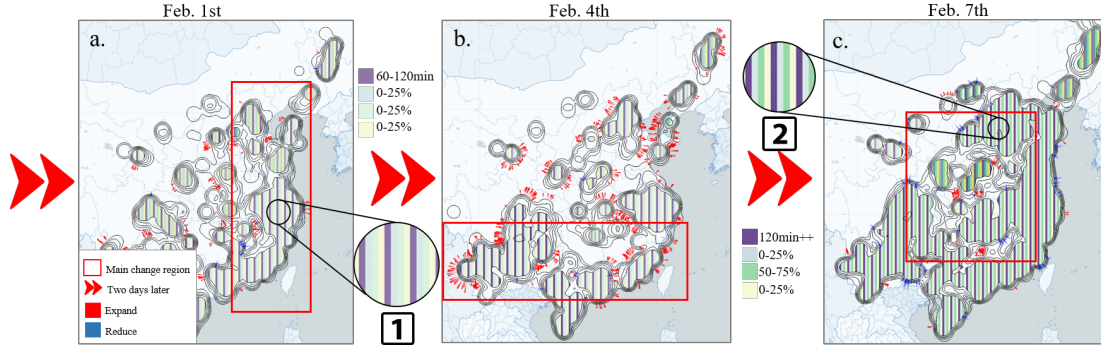 Feb. 1st
Feb. 4th
Feb. 7th
a.
b.
c.
60-120min
0-25%
0-25%
0-25%
2
1
120min++
0-25%
50-75%
0-25%
Main change region
Two days later
Expand
Reduce